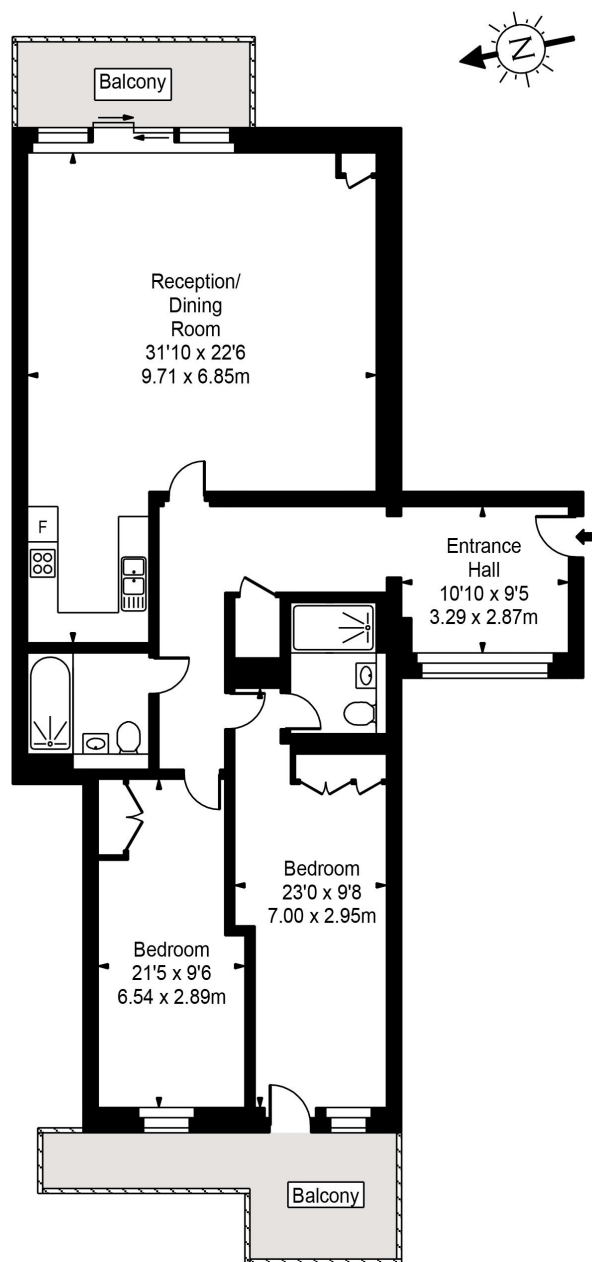 Balcony
N
Reception/
Dining
Room
31'10 x 22'6
9.71 x 6.85m
F
Entrance
Hall
10'10 x 9'5
3.29 x 2.87m
Bedroom
23'0 x 9'8
7.00 x 2.95m
Bedroom
21'5 x 9'6
6.54 x 2.89m
Balcony